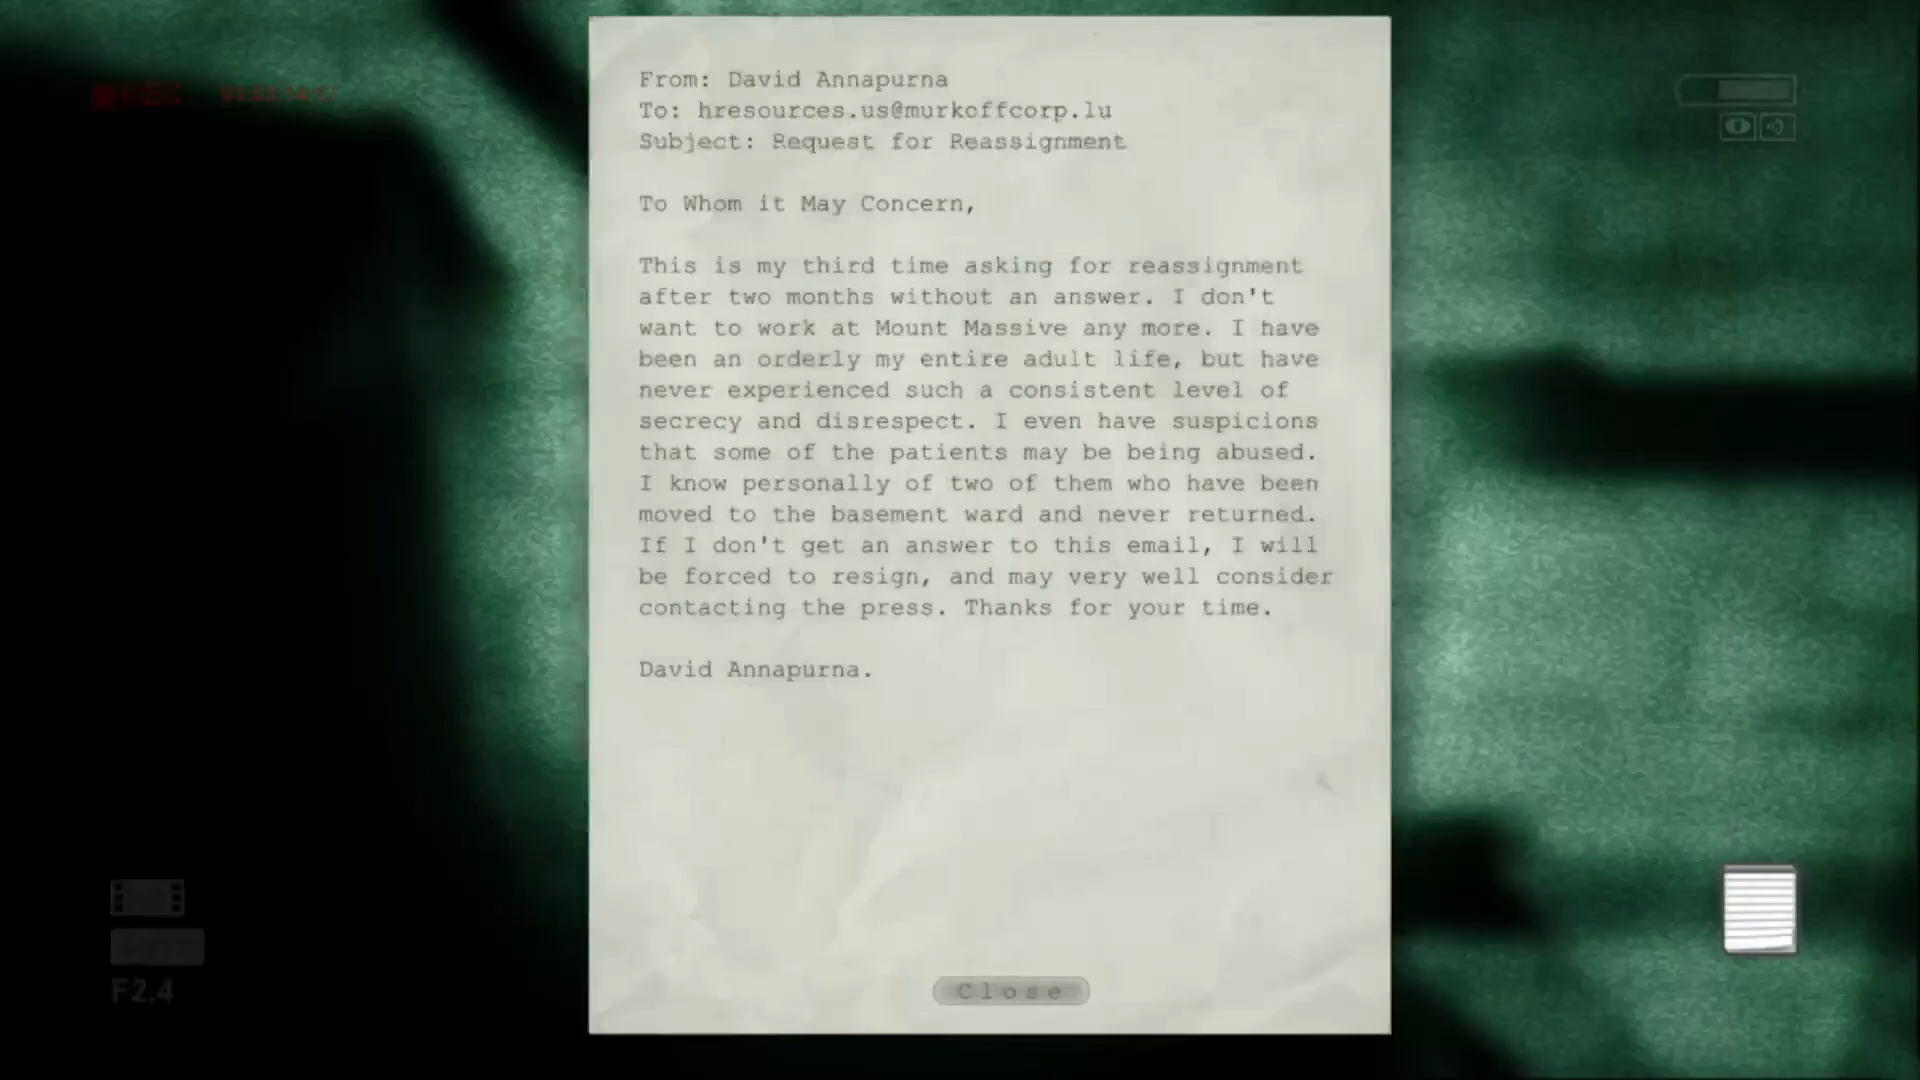 From: David Annapurna
To: hresources.us@murkoffcorp.lu
Subject: Request for Reassignment
To Whom it May Concern,
This is my third time asking for reassignment
after two months without an answer. I don't
want to work at Mount Massive any more. I have
been an orderly my entire adult life, but have
never experienced such a consistent level of
secrecy and disrespect. I even have suspicions
that some of the patients may be being abused.
I know personally of two of them who have been
moved to the basement ward and never returned.
If I don't get an answer to this email, I will
be forced to resign, and may very well consider
contacting the press. Thanks for your time.
David Annapurna.
F2.4
Close